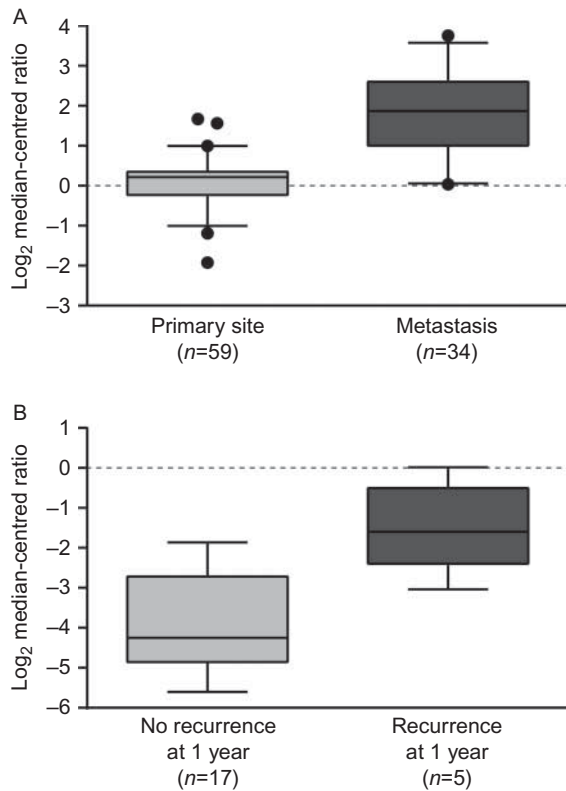 A
Log₂ median-centred ratio
4
3
2
1
0
–1
–2
–3
Primary site
(n=59)
Metastasis
(n=34)
B
Log₂ median-centred ratio
1
0
–1
–2
–3
–4
–5
–6
No recurrence
at 1 year
(n=17)
Recurrence
at 1 year
(n=5)